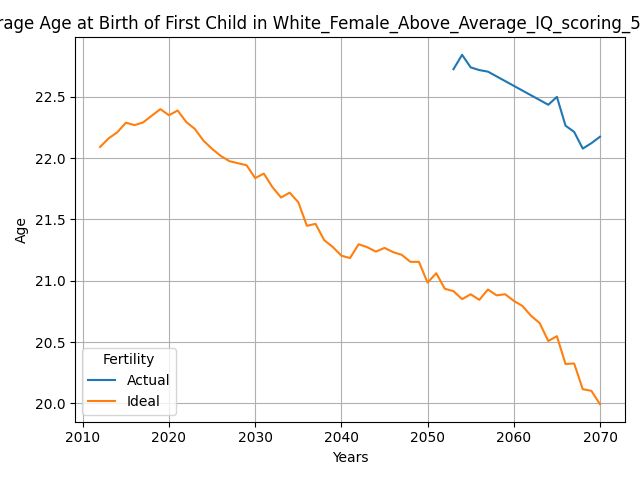 rage Age at Birth of First Child in White_Female_Above_Average_IQ_scoring_5
Age
22.5
22.0
21.5
21.0
20.5
20.0
Fertility
Actual
Ideal
2010 2020 2030 2040 2050 2060 2070
Years